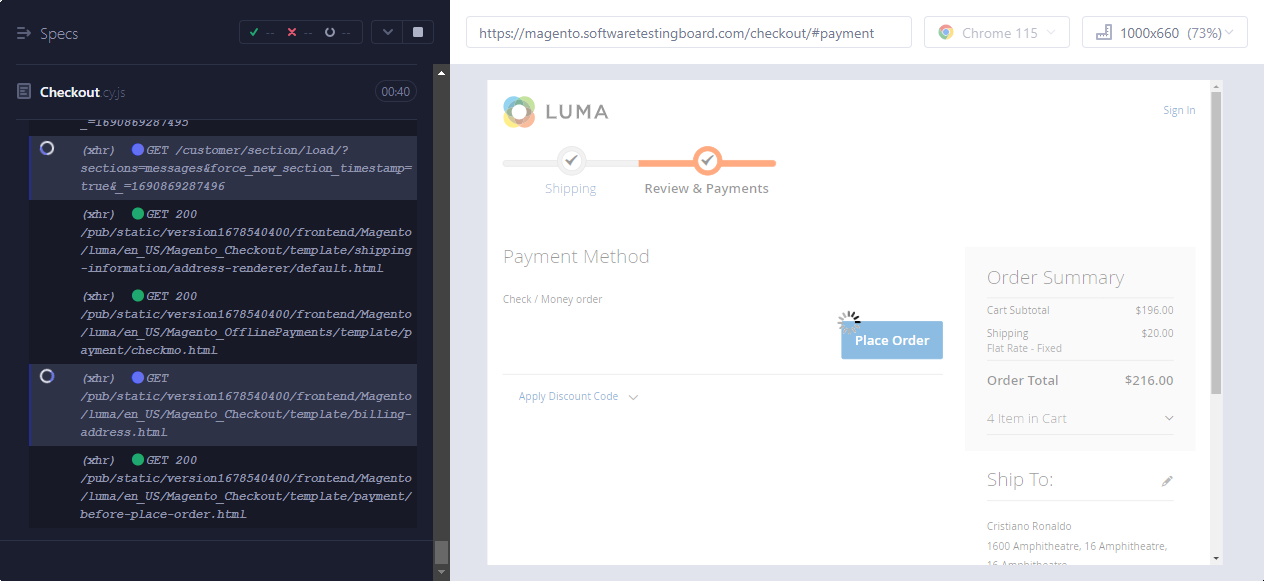 Specs
-- -- --
Checkout cy.js
00:40
_=1690869287495
(xhr) GET /customer/section/load/?
sections=messages&force_new_section_timestamp=
true&_=1690869287496
(xhr) GET 200
/pub/static/version1678540400/frontend/Magento
/luma/en_US/Magento_Checkout/template/shipping
-information/address-renderer/default.html
(xhr) GET 200
/pub/static/version1678540400/frontend/Magento
/luma/en_US/Magento_OfflinePayments/template/p
ayment/checkmo.html
(xhr) GET
/pub/static/version1678540400/frontend/Magento
/luma/en_US/Magento_Checkout/template/billing-
address.html
(xhr) GET 200
/pub/static/version1678540400/frontend/Magento
/luma/en_US/Magento_Checkout/template/payment/
before-place-order.html
https://magento.softwaretestingboard.com/checkout/#payment
Chrome 115
1000x660 (73%)
LUMA
Sign In
Shipping
Review & Payments
Payment Method
Check / Money order
Place Order
Apply Discount Code
Order Summary
Cart Subtotal $196.00
Shipping $20.00
Flat Rate - Fixed
Order Total $216.00
4 Item in Cart
Ship To:
Cristiano Ronaldo
1600 Amphitheatre, 16 Amphitheatre,
16 Amphitheatre